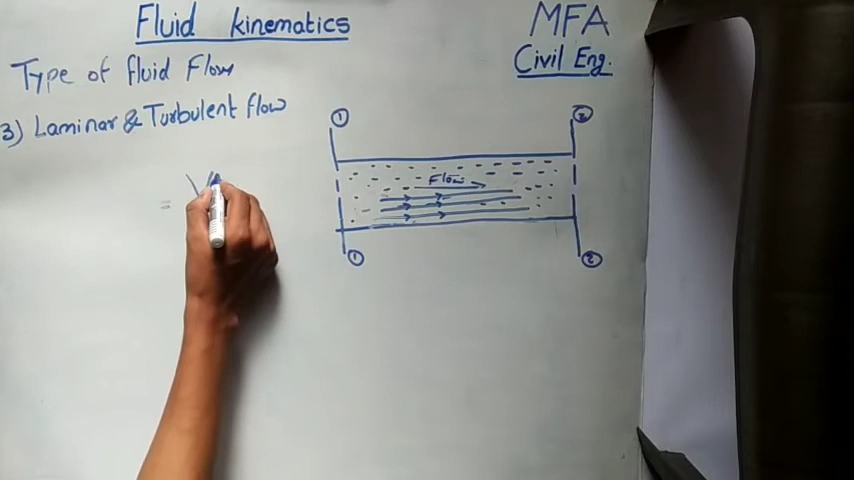 Fluid kinematics
MFA
Civil Eng.
Type of fluid Flow
3) Laminar & Turbulent flow
①
②
Flow
=
①
②